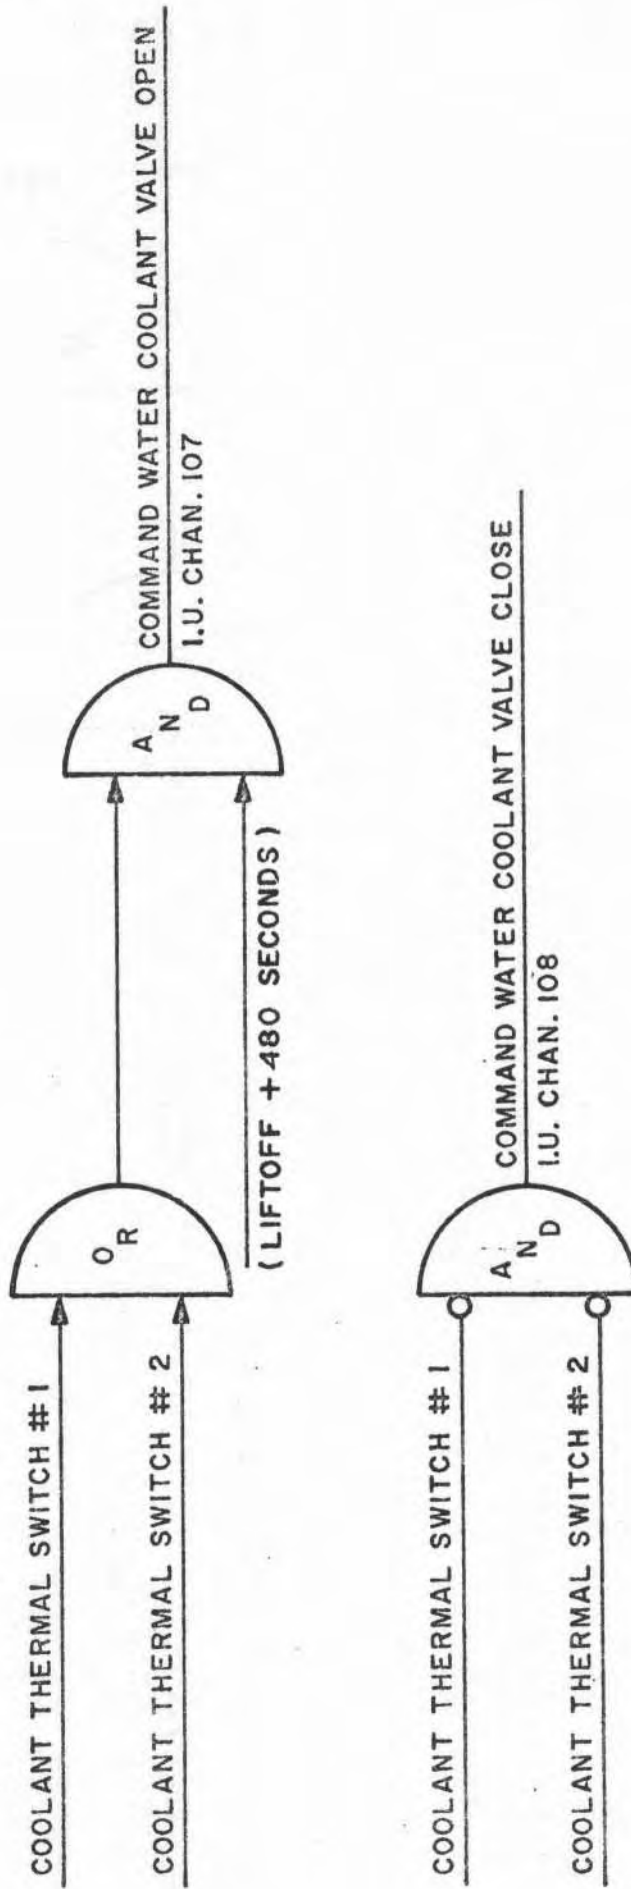 COOLANT THERMAL SWITCH #1
COOLANT THERMAL SWITCH #2
OR
(LIFTOFF +480 SECONDS)
AND
COMMAND WATER COOLANT VALVE OPEN
I.U. CHAN. 107
COOLANT THERMAL SWITCH #1
COOLANT THERMAL SWITCH #2
AND
COMMAND WATER COOLANT VALVE CLOSE
I.U. CHAN. 108